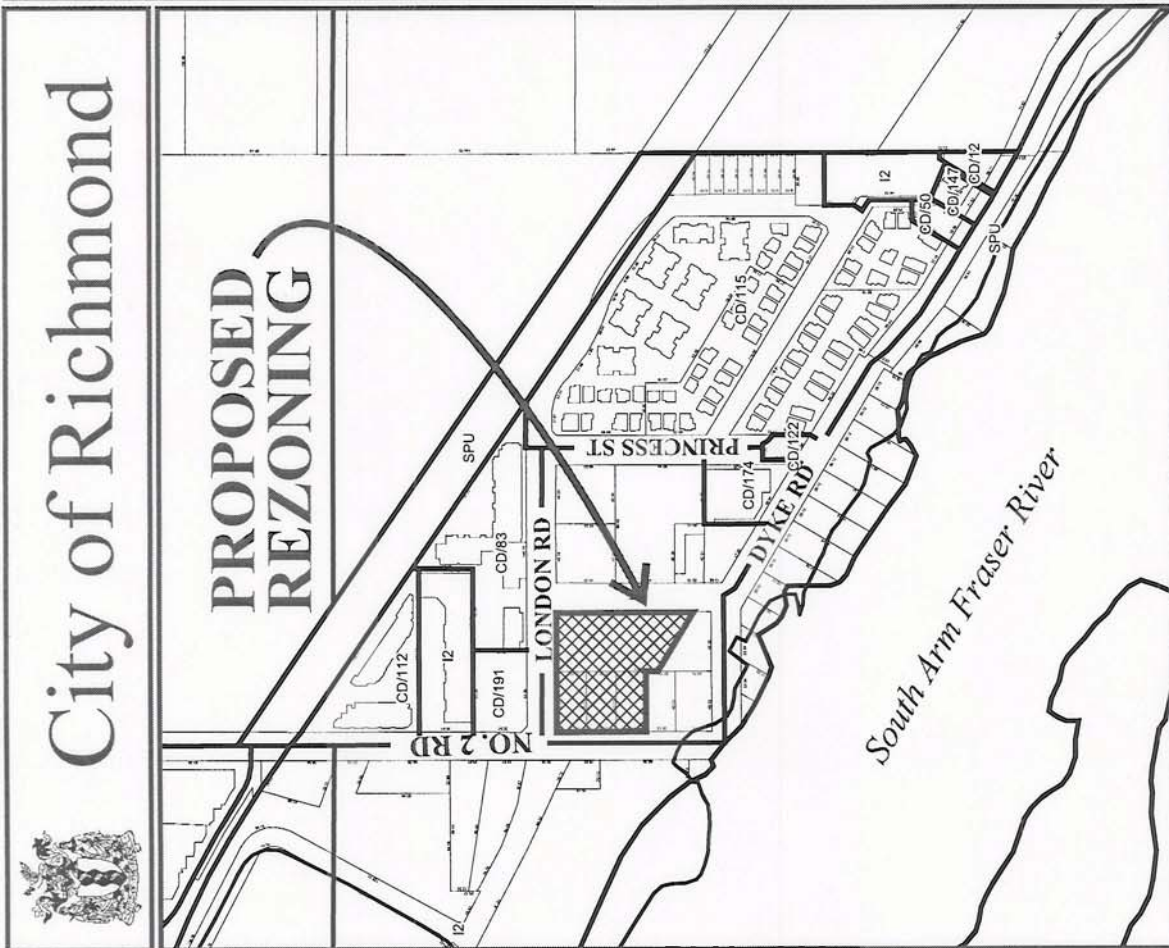 City of Richmond
PROPOSED
REZONING
SPU
CD/112
I2
CD/83
CD/191
LONDON RD
NO. 2 RD
PRINCESS ST
CD/115
I2
CD/50
CD/147
CD/12
SPU
CD/122
CD/174
DYKE RD
I2
South Arm Fraser River